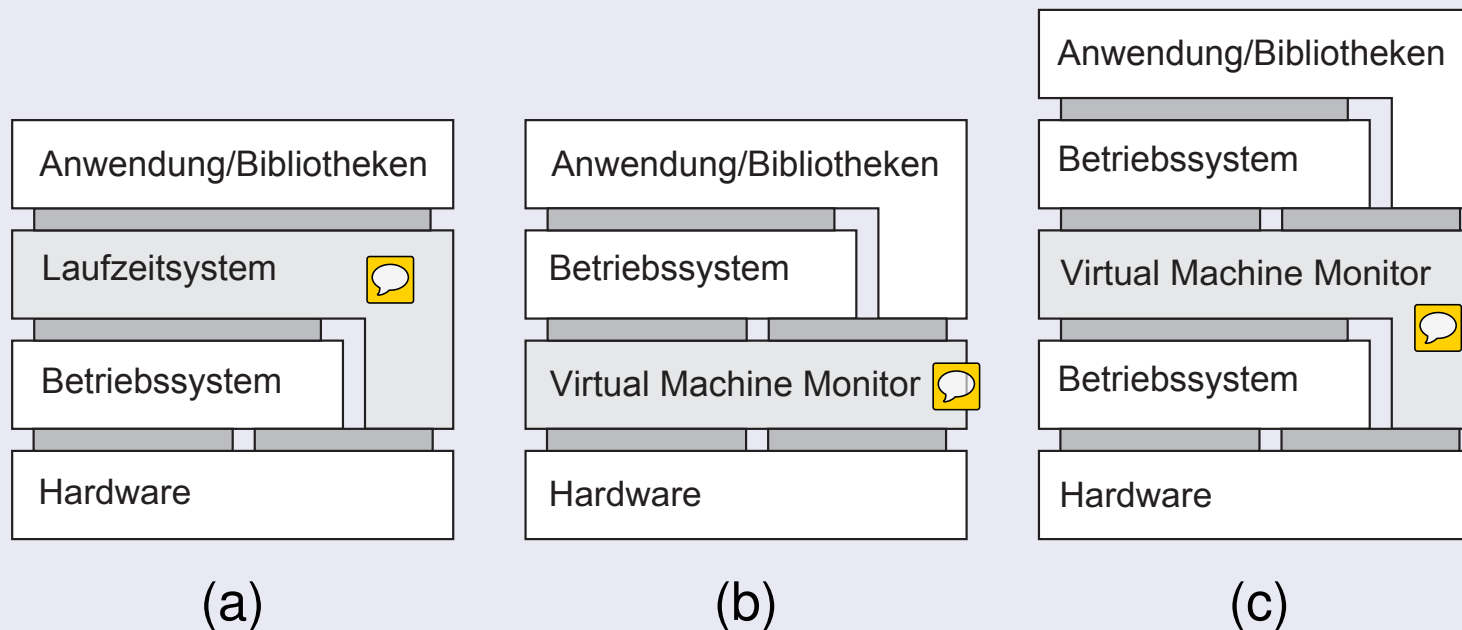 Anwendung/Bibliotheken
Laufzeitsystem
Betriebssystem
Hardware
(a)
Anwendung/Bibliotheken
Betriebssystem
Virtual Machine Monitor
Hardware
(b)
Anwendung/Bibliotheken
Betriebssystem
Virtual Machine Monitor
Betriebssystem
Hardware
(c)